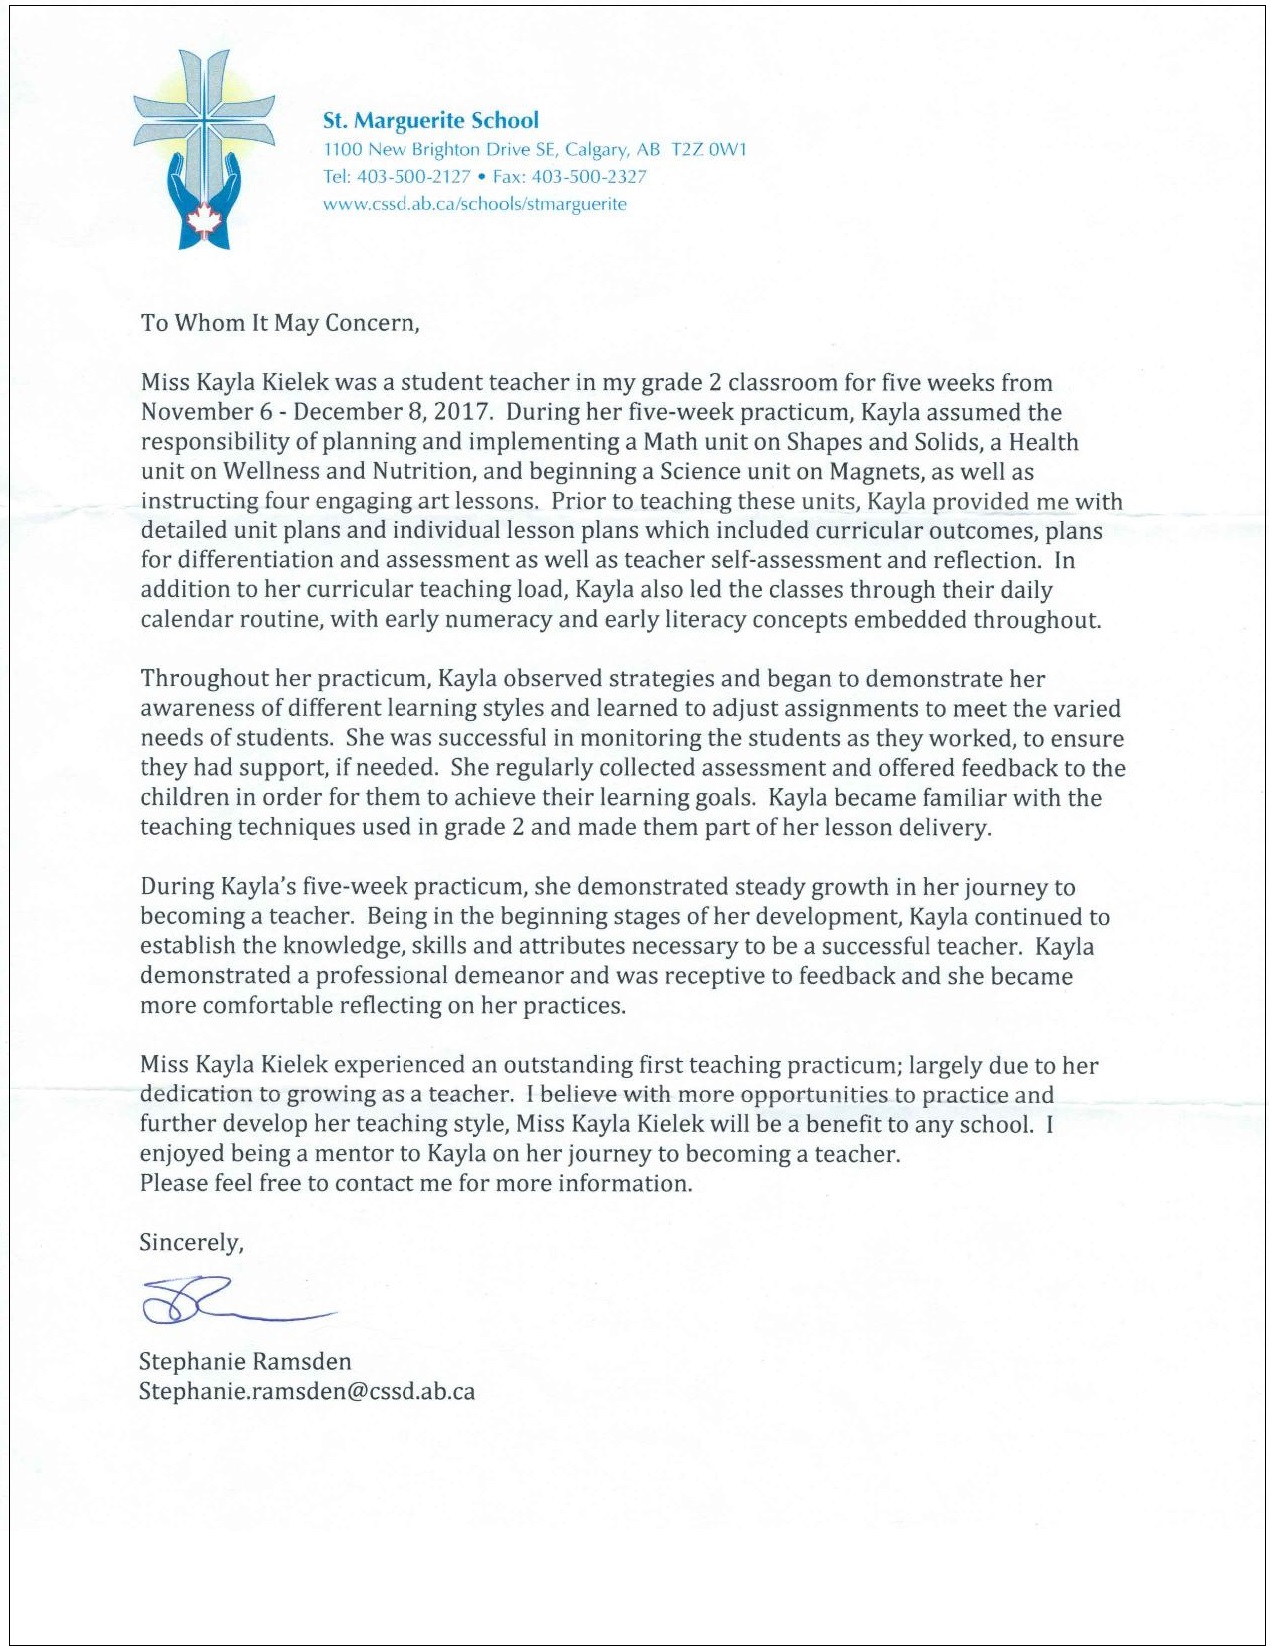 St. Marguerite School
1100 New Brighton Drive SE, Calgary, AB T2Z 0W1
Tel: 403-500-2127 • Fax: 403-500-2327
www.cssd.ab.ca/schools/stmarguerite
To Whom It May Concern,
Miss Kayla Kielek was a student teacher in my grade 2 classroom for five weeks from
November 6 - December 8, 2017. During her five-week practicum, Kayla assumed the
responsibility of planning and implementing a Math unit on Shapes and Solids, a Health
unit on Wellness and Nutrition, and beginning a Science unit on Magnets, as well as
instructing four engaging art lessons. Prior to teaching these units, Kayla provided me with
detailed unit plans and individual lesson plans which included curricular outcomes, plans
for differentiation and assessment as well as teacher self-assessment and reflection. In
addition to her curricular teaching load, Kayla also led the classes through their daily
calendar routine, with early numeracy and early literacy concepts embedded throughout.
Throughout her practicum, Kayla observed strategies and began to demonstrate her
awareness of different learning styles and learned to adjust assignments to meet the varied
needs of students. She was successful in monitoring the students as they worked, to ensure
they had support, if needed. She regularly collected assessment and offered feedback to the
children in order for them to achieve their learning goals. Kayla became familiar with the
teaching techniques used in grade 2 and made them part of her lesson delivery.
During Kayla's five-week practicum, she demonstrated steady growth in her journey to
becoming a teacher. Being in the beginning stages of her development, Kayla continued to
establish the knowledge, skills and attributes necessary to be a successful teacher. Kayla
demonstrated a professional demeanor and was receptive to feedback and she became
more comfortable reflecting on her practices.
Miss Kayla Kielek experienced an outstanding first teaching practicum; largely due to her
dedication to growing as a teacher. I believe with more opportunities to practice and
further develop her teaching style, Miss Kayla Kielek will be a benefit to any school. I
enjoyed being a mentor to Kayla on her journey to becoming a teacher.
Please feel free to contact me for more information.
Sincerely,
Stephanie Ramsden
Stephanie.ramsden@cssd.ab.ca